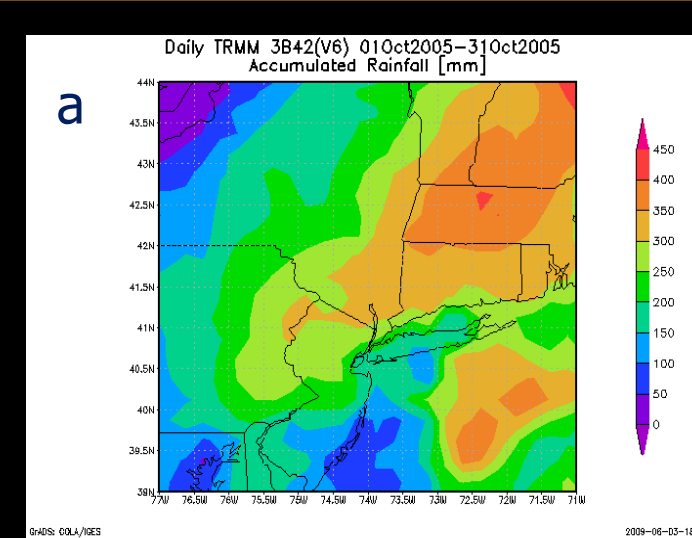 Daily TRMM 3B42(V6) 01Oct2005-31Oct2005
Accumulated Rainfall [mm]
a
44N
43.5N
43N
42.5N
42N
41.5N
41N
40.5N
40N
39.5N
39N
77W 76.5W 76W 75.5W 75W 74.5W 74W 73.5W 73W 72.5W 72W 71.5W 71W
450
400
350
300
250
200
150
100
50
0
GrADS: COLA/IGES
2009-06-03-18